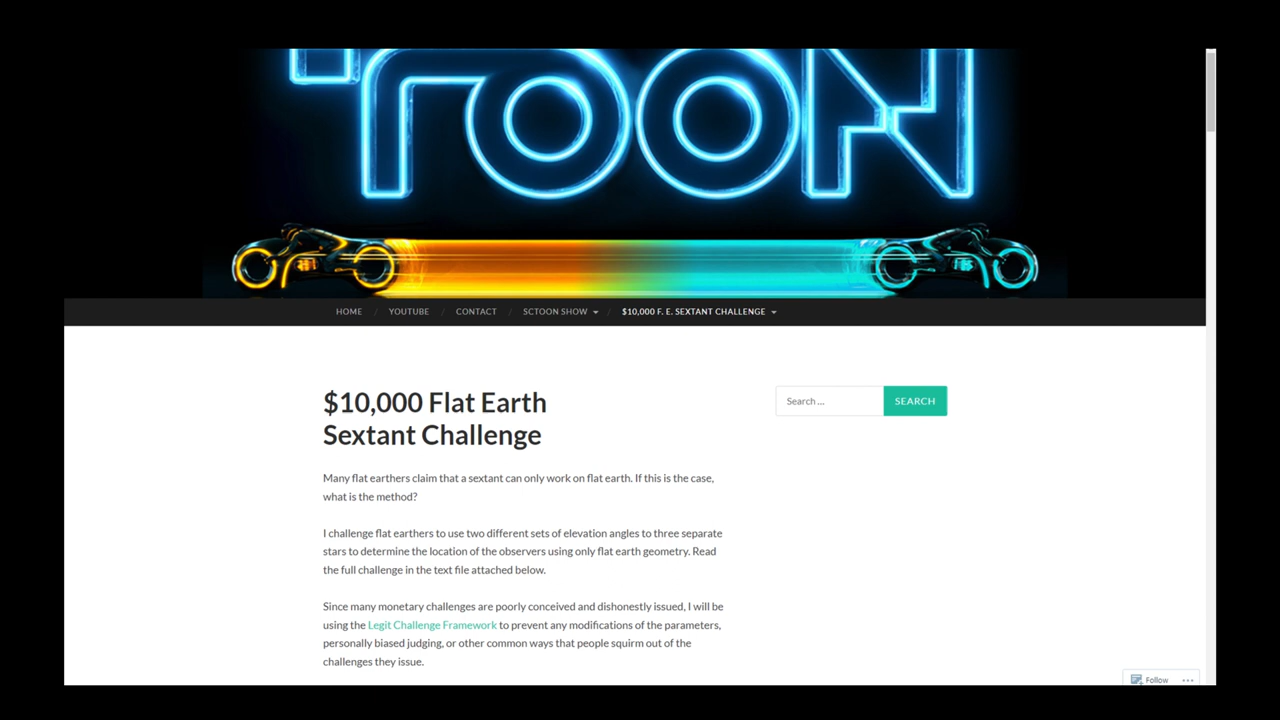 TOON
HOME / YOUTUBE / CONTACT / SCTOON SHOW / $10,000 F. E. SEXTANT CHALLENGE
$10,000 Flat Earth
Sextant Challenge
Search ...
SEARCH
Many flat earthers claim that a sextant can only work on flat earth. If this is the case,
what is the method?
I challenge flat earthers to use two different sets of elevation angles to three separate
stars to determine the location of the observers using only flat earth geometry. Read
the full challenge in the text file attached below.
Since many monetary challenges are poorly conceived and dishonestly issued, I will be
using the Legit Challenge Framework to prevent any modifications of the parameters,
personally biased judging, or other common ways that people squirm out of the
challenges they issue.
Follow